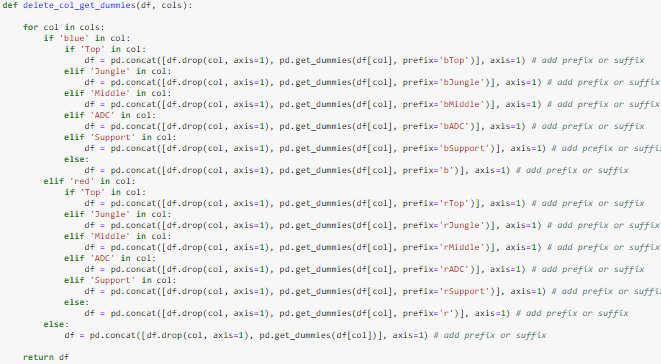 def delete_col_get_dummies(df, cols):
    for col in cols:
        if 'blue' in col:
            if 'Top' in col:
                df = pd.concat([df.drop(col, axis=1), pd.get_dummies(df[col], prefix='bTop')], axis=1) # add prefix or suffix
            elif 'Jungle' in col:
                df = pd.concat([df.drop(col, axis=1), pd.get_dummies(df[col], prefix='bJungle')], axis=1) # add prefix or suffix
            elif 'Middle' in col:
                df = pd.concat([df.drop(col, axis=1), pd.get_dummies(df[col], prefix='bMiddle')], axis=1) # add prefix or suffix
            elif 'ADC' in col:
                df = pd.concat([df.drop(col, axis=1), pd.get_dummies(df[col], prefix='bADC')], axis=1) # add prefix or suffix
            elif 'Support' in col:
                df = pd.concat([df.drop(col, axis=1), pd.get_dummies(df[col], prefix='bSupport')], axis=1) # add prefix or suffi
            else:
                df = pd.concat([df.drop(col, axis=1), pd.get_dummies(df[col], prefix='b')], axis=1) # add prefix or suffix
        elif 'red' in col:
            if 'Top' in col:
                df = pd.concat([df.drop(col, axis=1), pd.get_dummies(df[col], prefix='rTop')], axis=1) # add prefix or suffix
            elif 'Jungle' in col:
                df = pd.concat([df.drop(col, axis=1), pd.get_dummies(df[col], prefix='rJungle')], axis=1) # add prefix or suffix
            elif 'Middle' in col:
                df = pd.concat([df.drop(col, axis=1), pd.get_dummies(df[col], prefix='rMiddle')], axis=1) # add prefix or suffix
            elif 'ADC' in col:
                df = pd.concat([df.drop(col, axis=1), pd.get_dummies(df[col], prefix='rADC')], axis=1) # add prefix or suffix
            elif 'Support' in col:
                df = pd.concat([df.drop(col, axis=1), pd.get_dummies(df[col], prefix='rSupport')], axis=1) # add prefix or suffi
            else:
                df = pd.concat([df.drop(col, axis=1), pd.get_dummies(df[col], prefix='r')], axis=1) # add prefix or suffix
        else:
            df = pd.concat([df.drop(col, axis=1), pd.get_dummies(df[col])], axis=1) # add prefix or suffix
    return df